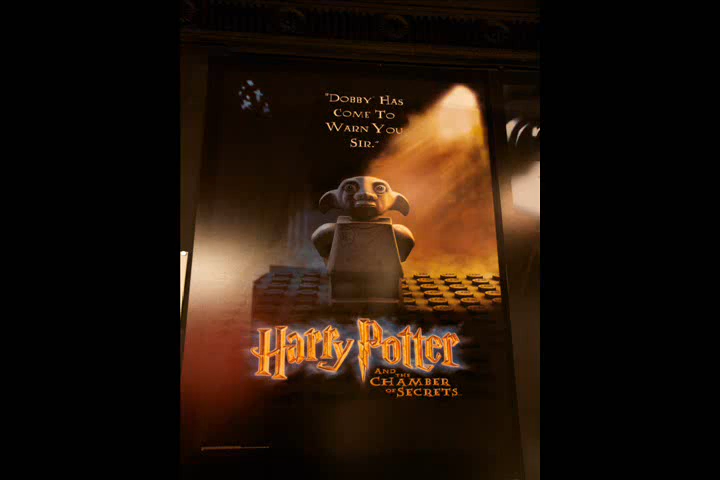 "Dobby Has
Come To
Warn You
Sir."
Harry Potter
AND THE
CHAMBER
OF SECRETS